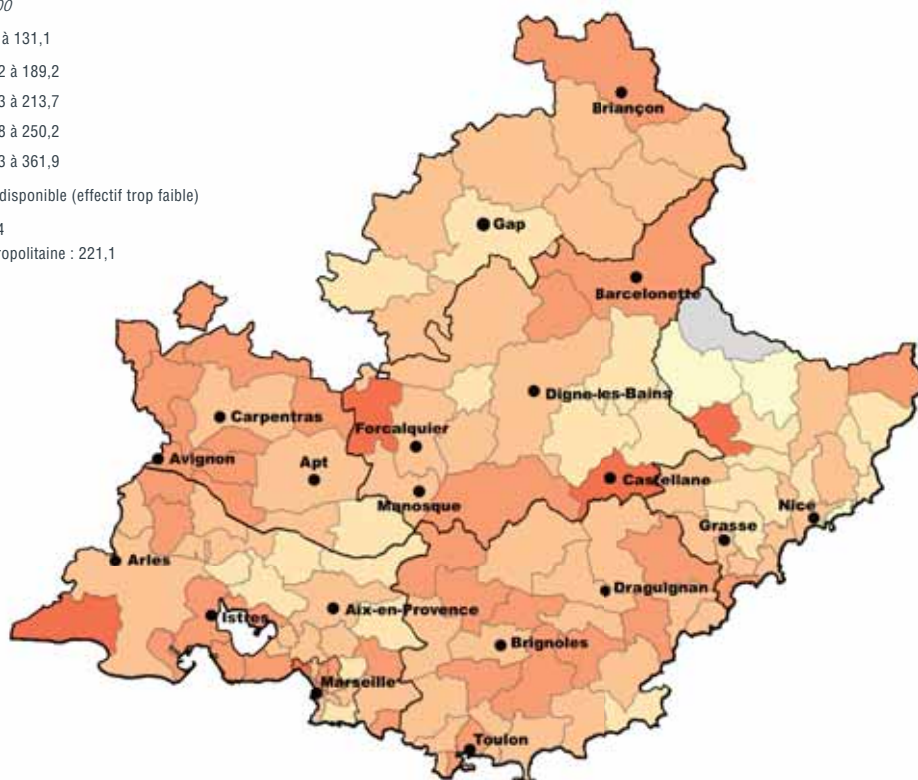 00
à 131,1
2 à 189,2
3 à 213,7
8 à 250,2
3 à 361,9
disponible (effectif trop faible)
4
ropolitaine : 221,1
Briançon
Gap
Barcelonette
Digne-les-Bains
Carpentras
Forcalquier
Avignon
Apt
Castellane
Manosque
Nice
Grasse
Arles
Draguignan
Istres
Aix-en-Provence
Brignoles
Marseille
Toulon